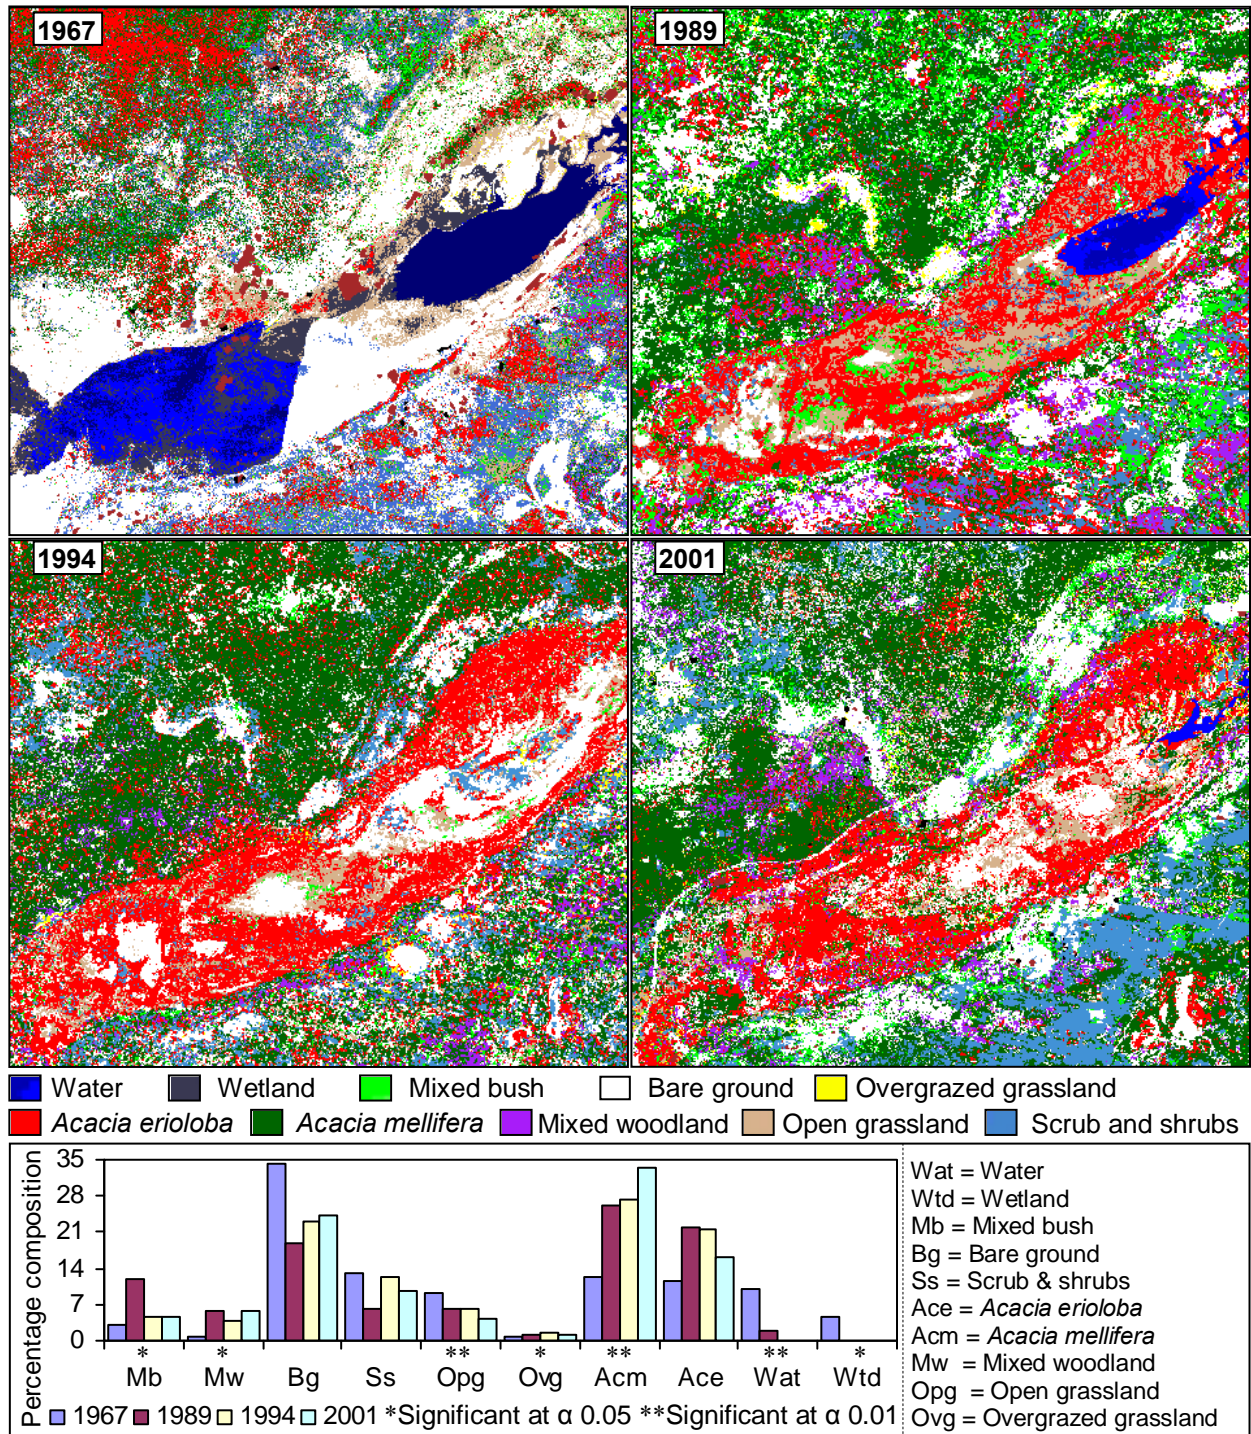 1967
1989
1994
2001
Water Wetland Mixed bush Bare ground Overgrazed grassland
Acacia erioloba Acacia mellifera Mixed woodland Open grassland Scrub and shrubs
Percentage composition
35
28
21
14
7
0
* * ** * ** ** *
Mb Mw Bg Ss Opg Ovg Acm Ace Wat Wtd
1967 1989 1994 2001 *Significant at α 0.05 **Significant at α 0.01
Wat = Water
Wtd = Wetland
Mb = Mixed bush
Bg = Bare ground
Ss = Scrub & shrubs
Ace = Acacia erioloba
Acm = Acacia mellifera
Mw = Mixed woodland
Opg = Open grassland
Ovg = Overgrazed grassland